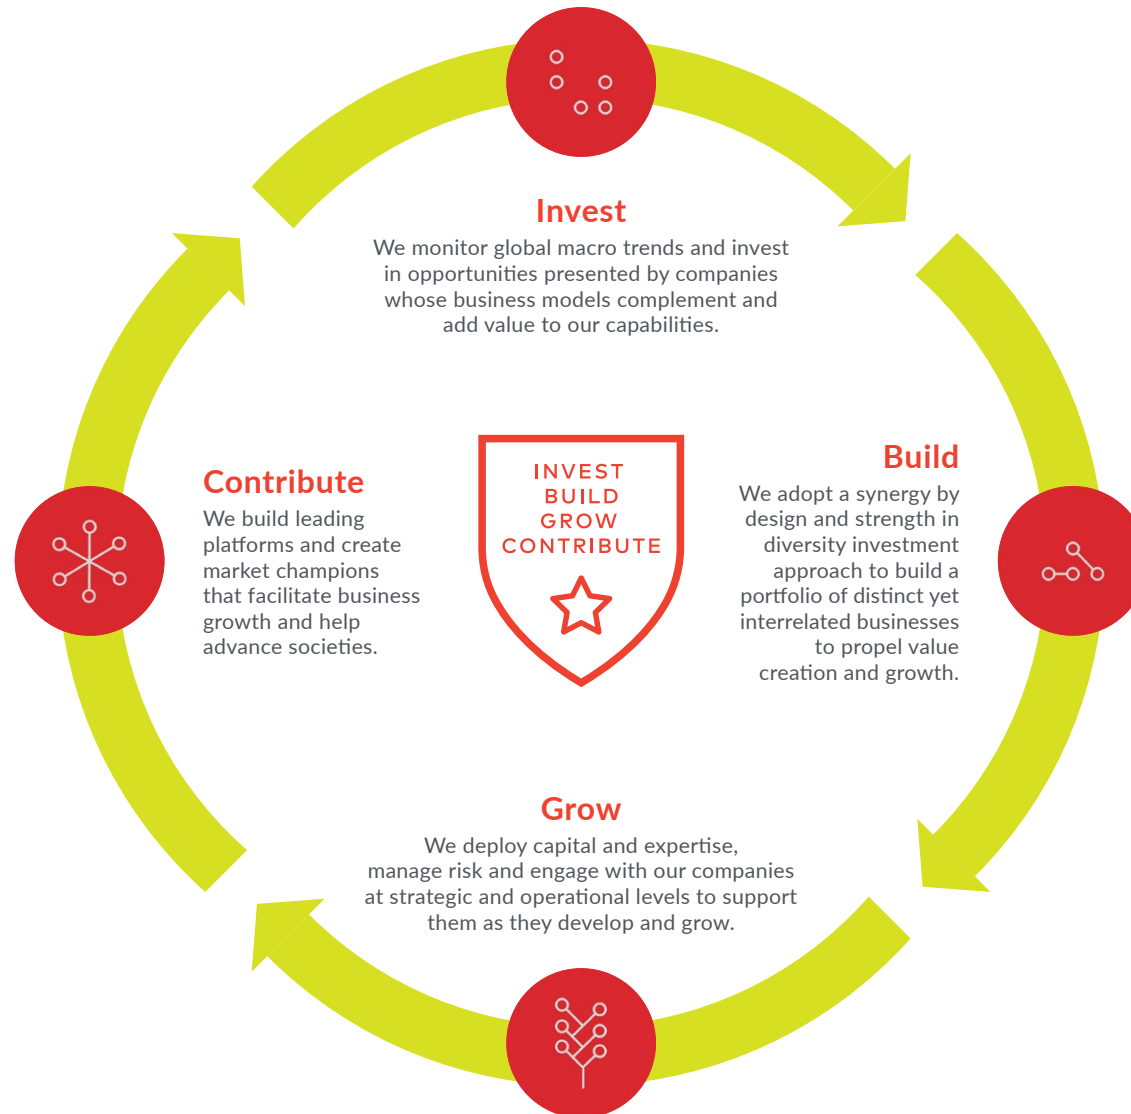 Invest
We monitor global macro trends and invest
in opportunities presented by companies
whose business models complement and
add value to our capabilities.
Build
We adopt a synergy by
design and strength in
diversity investment
approach to build a
portfolio of distinct yet
interrelated businesses
to propel value
creation and growth.
Contribute
We build leading
platforms and create
market champions
that facilitate business
growth and help
advance societies.
INVEST
BUILD
GROW
CONTRIBUTE
Grow
We deploy capital and expertise,
manage risk and engage with our companies
at strategic and operational levels to support
them as they develop and grow.